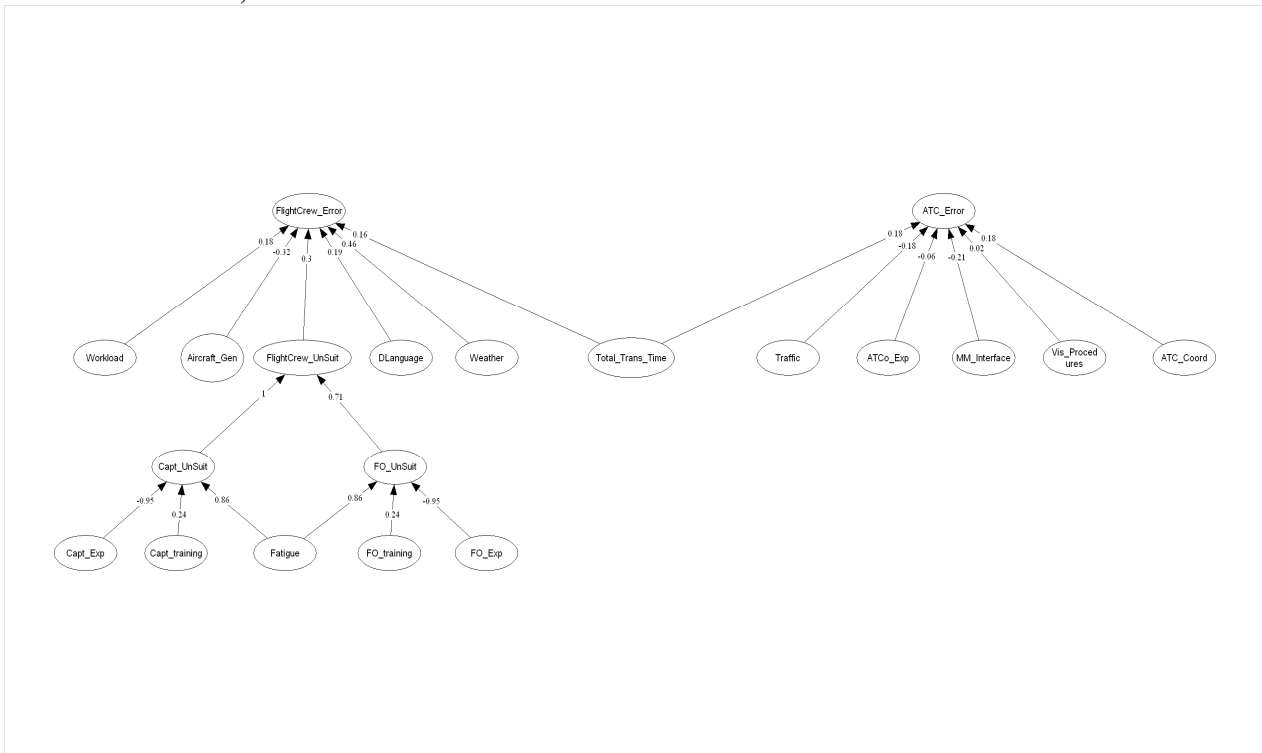 FlightCrew_Error
ATC_Error
0.16
0.18
0.46
-0.32
0.19
0.3
0.18
0.18
-0.18
0.02
-0.06
-0.21
Workload
Aircraft_Gen
FlightCrew_UnSuit
DLanguage
Weather
Total_Trans_Time
Traffic
ATCo_Exp
MM_Interface
Vis_Proced
ures
ATC_Coord
1
0.71
Capt_UnSuit
FO_UnSuit
-0.95
0.24
0.86
0.86
0.24
-0.95
Capt_Exp
Capt_training
Fatigue
FO_training
FO_Exp